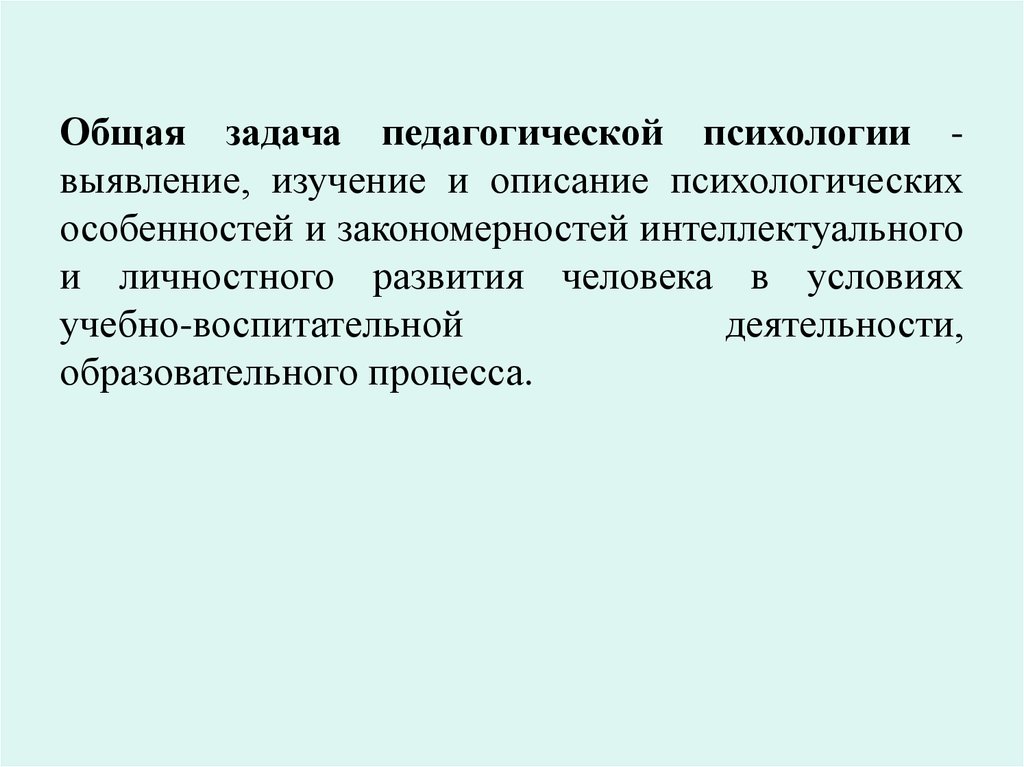 Общая задача педагогической психологии -
выявление, изучение и описание психологических
особенностей и закономерностей интеллектуального
и личностного развития человека в условиях
учебно-воспитательной деятельности,
образовательного процесса.